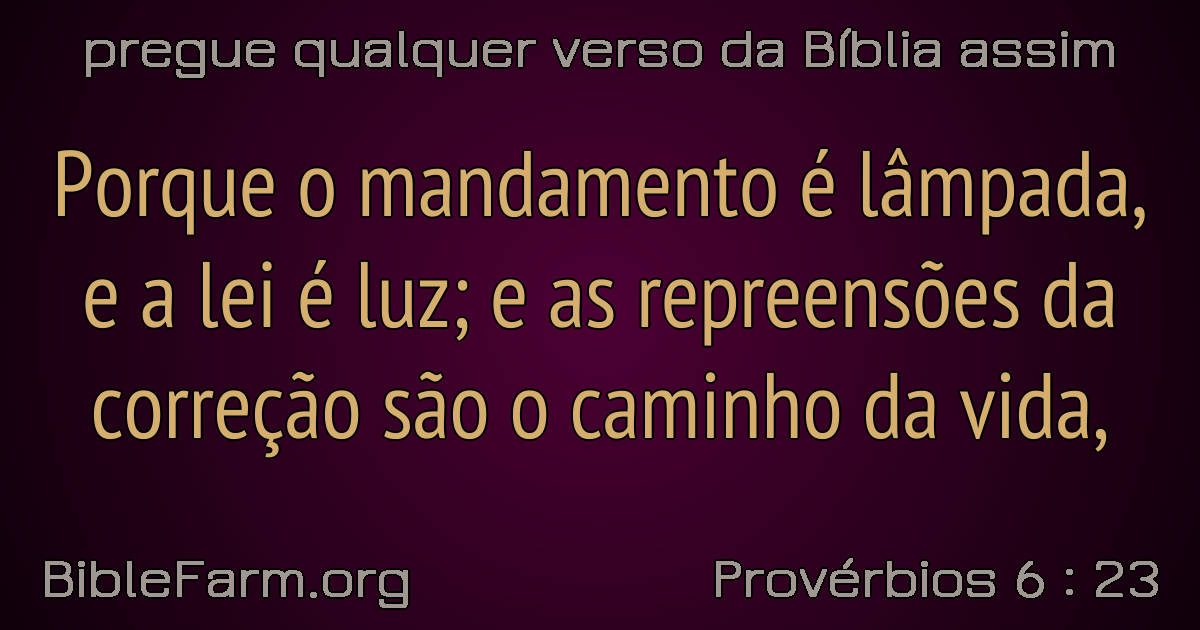 pregue qualquer verso da Bíblia assim
Porque o mandamento é lâmpada,
e a lei é luz; e as repreensões da
correção são o caminho da vida,
BibleFarm.org
Provérbios 6 : 23